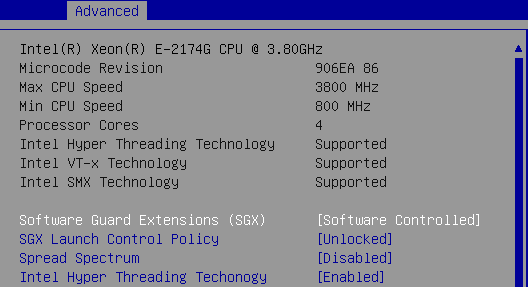 Advanced
Intel(R) Xeon(R) E-2174G CPU @ 3.80GHz
Microcode Revision 906EA 86
Max CPU Speed 3800 MHz
Min CPU Speed 800 MHz
Processor Cores 4
Intel Hyper Threading Technology Supported
Intel VT-x Technology Supported
Intel SMX Technology Supported
Software Guard Extensions (SGX) [Software Controlled]
SGX Launch Control Policy [Unlocked]
Spread Spectrum [Disabled]
Intel Hyper Threading Techonogy [Enabled]